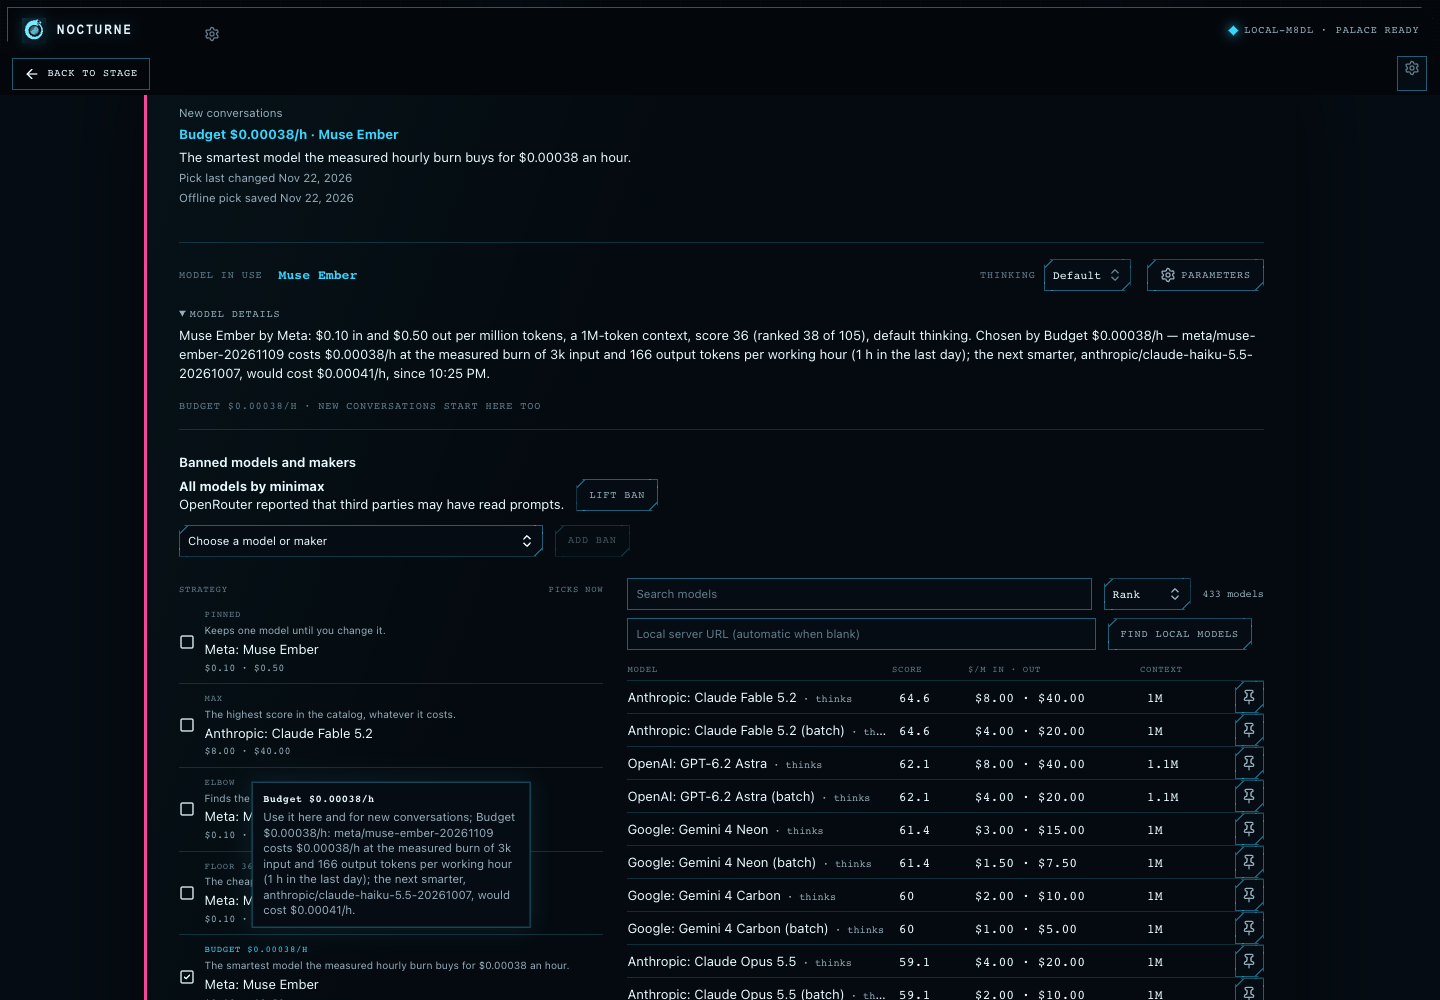 NOCTURNE
LOCAL-M8DL · PALACE READY
BACK TO STAGE
New conversations
Budget $0.00038/h · Muse Ember
The smartest model the measured hourly burn buys for $0.00038 an hour.
Pick last changed Nov 22, 2026
Offline pick saved Nov 22, 2026
MODEL IN USE Muse Ember
THINKING Default
PARAMETERS
▼ MODEL DETAILS
Muse Ember by Meta: $0.10 in and $0.50 out per million tokens, a 1M-token context, score 36 (ranked 38 of 105), default thinking. Chosen by Budget $0.00038/h — meta/muse-
ember-20261109 costs $0.00038/h at the measured burn of 3k input and 166 output tokens per working hour (1 h in the last day); the next smarter, anthropic/claude-haiku-5.5-
20261007, would cost $0.00041/h, since 10:25 PM.
BUDGET $0.00038/H · NEW CONVERSATIONS START HERE TOO
Banned models and makers
All models by minimax
OpenRouter reported that third parties may have read prompts.
LIFT BAN
Choose a model or maker
ADD BAN
STRATEGY PICKS NOW
PINNED
Keeps one model until you change it.
Meta: Muse Ember
$0.10 · $0.50
MAX
The highest score in the catalog, whatever it costs.
Anthropic: Claude Fable 5.2
$8.00 · $40.00
ELBOW
Finds the
Meta: M
$0.10 ·
FLOOR 36
The chea
Meta: M
$0.10 ·
Budget $0.00038/h
Use it here and for new conversations; Budget
$0.00038/h: meta/muse-ember-20261109
costs $0.00038/h at the measured burn of 3k
input and 166 output tokens per working hour
(1 h in the last day); the next smarter,
anthropic/claude-haiku-5.5-20261007, would
cost $0.00041/h.
BUDGET $0.00038/H
The smartest model the measured hourly burn buys for $0.00038 an hour.
Meta: Muse Ember
Search models
Rank
433 models
Local server URL (automatic when blank)
FIND LOCAL MODELS
MODEL SCORE $/M IN · OUT CONTEXT
Anthropic: Claude Fable 5.2 · thinks 64.6 $8.00 · $40.00 1M
Anthropic: Claude Fable 5.2 (batch) · th… 64.6 $4.00 · $20.00 1M
OpenAI: GPT-6.2 Astra · thinks 62.1 $8.00 · $40.00 1.1M
OpenAI: GPT-6.2 Astra (batch) · thinks 62.1 $4.00 · $20.00 1.1M
Google: Gemini 4 Neon · thinks 61.4 $3.00 · $15.00 1M
Google: Gemini 4 Neon (batch) · thinks 61.4 $1.50 · $7.50 1M
Google: Gemini 4 Carbon · thinks 60 $2.00 · $10.00 1M
Google: Gemini 4 Carbon (batch) · thinks 60 $1.00 · $5.00 1M
Anthropic: Claude Opus 5.5 · thinks 59.1 $4.00 · $20.00 1M
Anthropic: Claude Opus 5.5 (batch) · th… 59.1 $2.00 · $10.00 1M